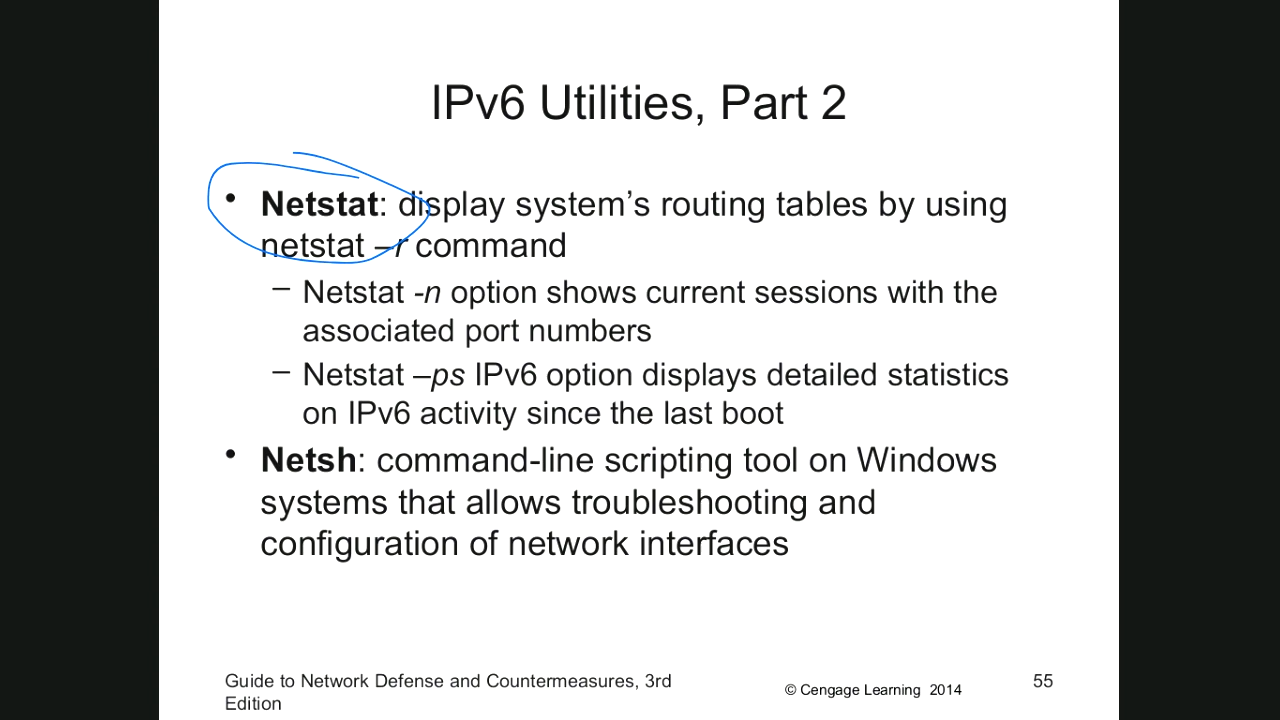 IPv6 Utilities, Part 2
• Netstat: display system’s routing tables by using
netstat –r command
– Netstat -n option shows current sessions with the
associated port numbers
– Netstat –ps IPv6 option displays detailed statistics
on IPv6 activity since the last boot
• Netsh: command-line scripting tool on Windows
systems that allows troubleshooting and
configuration of network interfaces
Guide to Network Defense and Countermeasures, 3rd
Edition
© Cengage Learning 2014
55